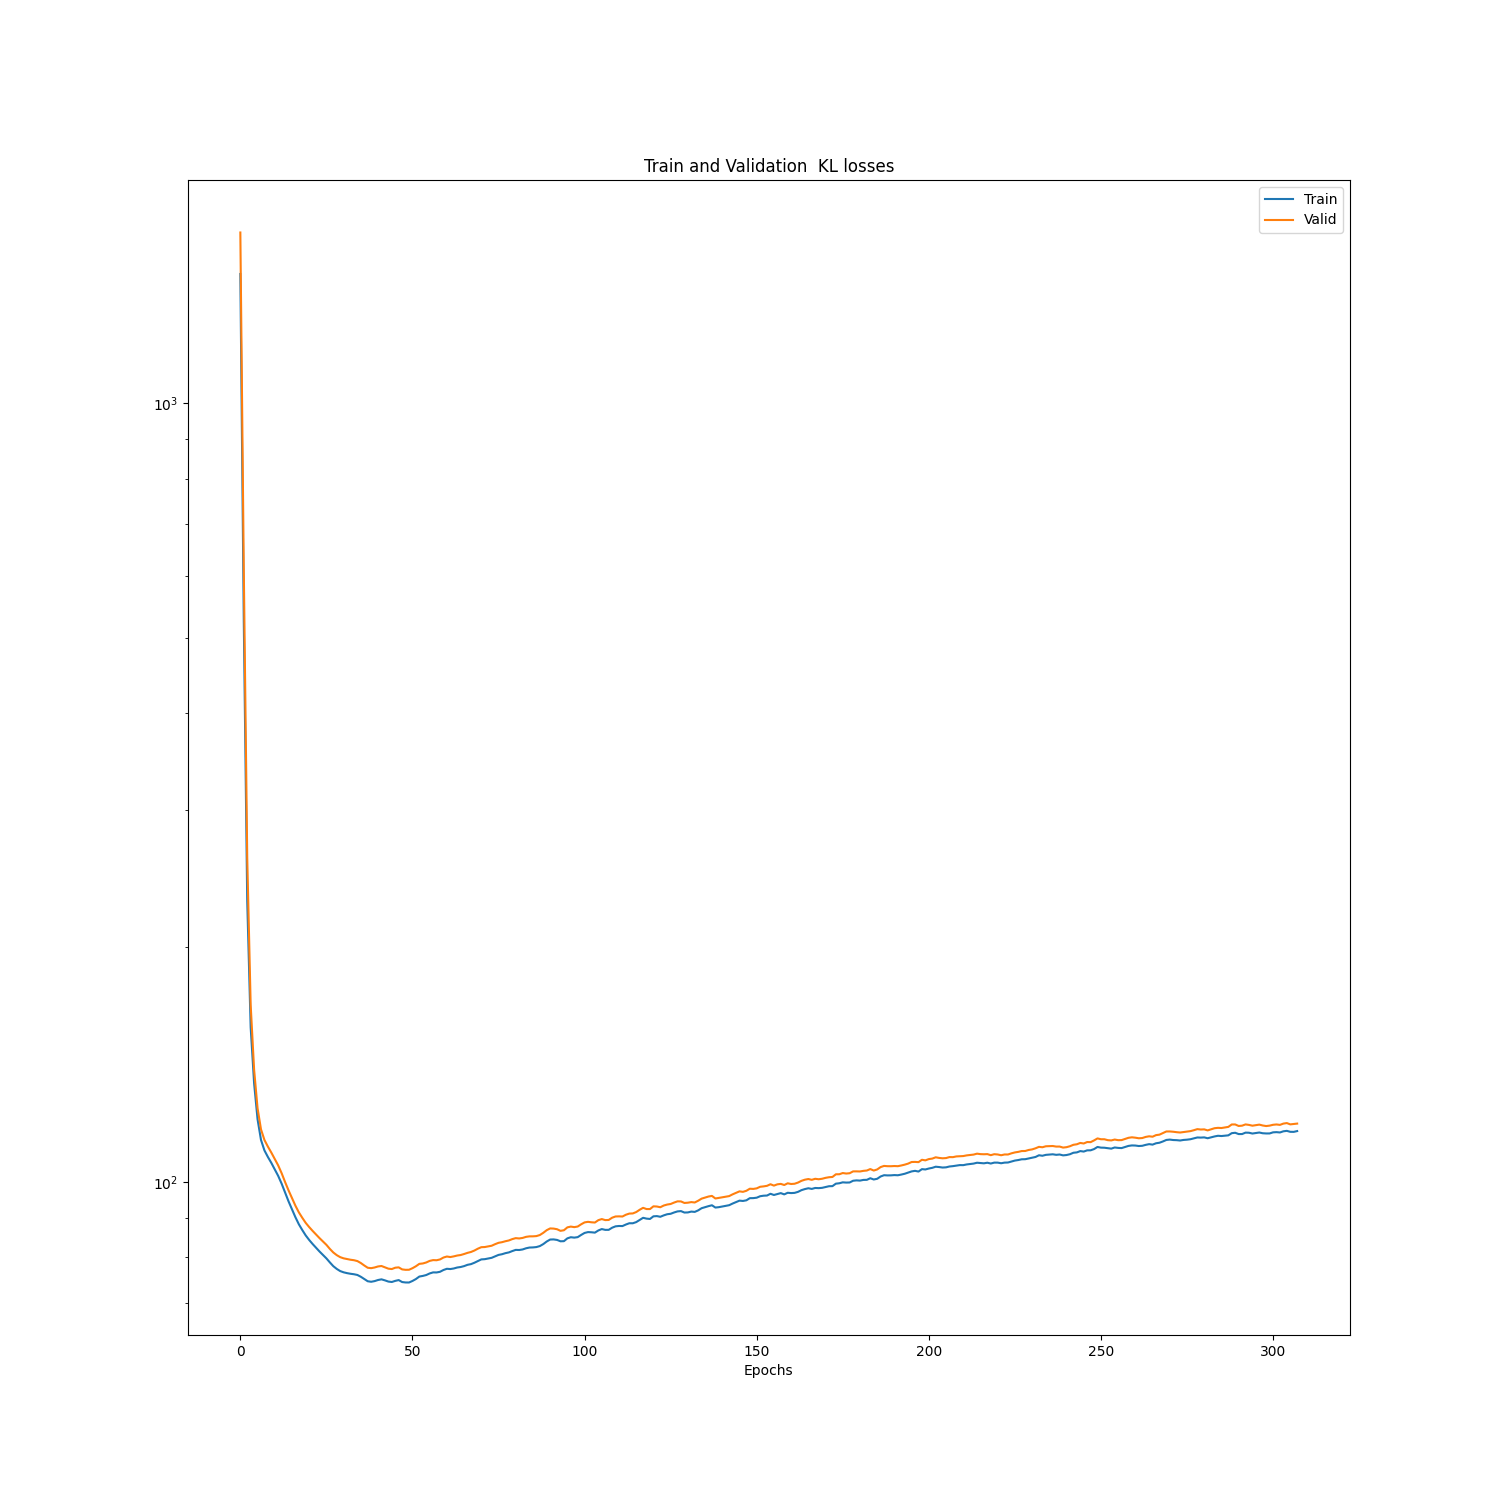 Train and Validation  KL losses
Train
Valid
10³
10²
0 50 100 150 200 250 300
Epochs